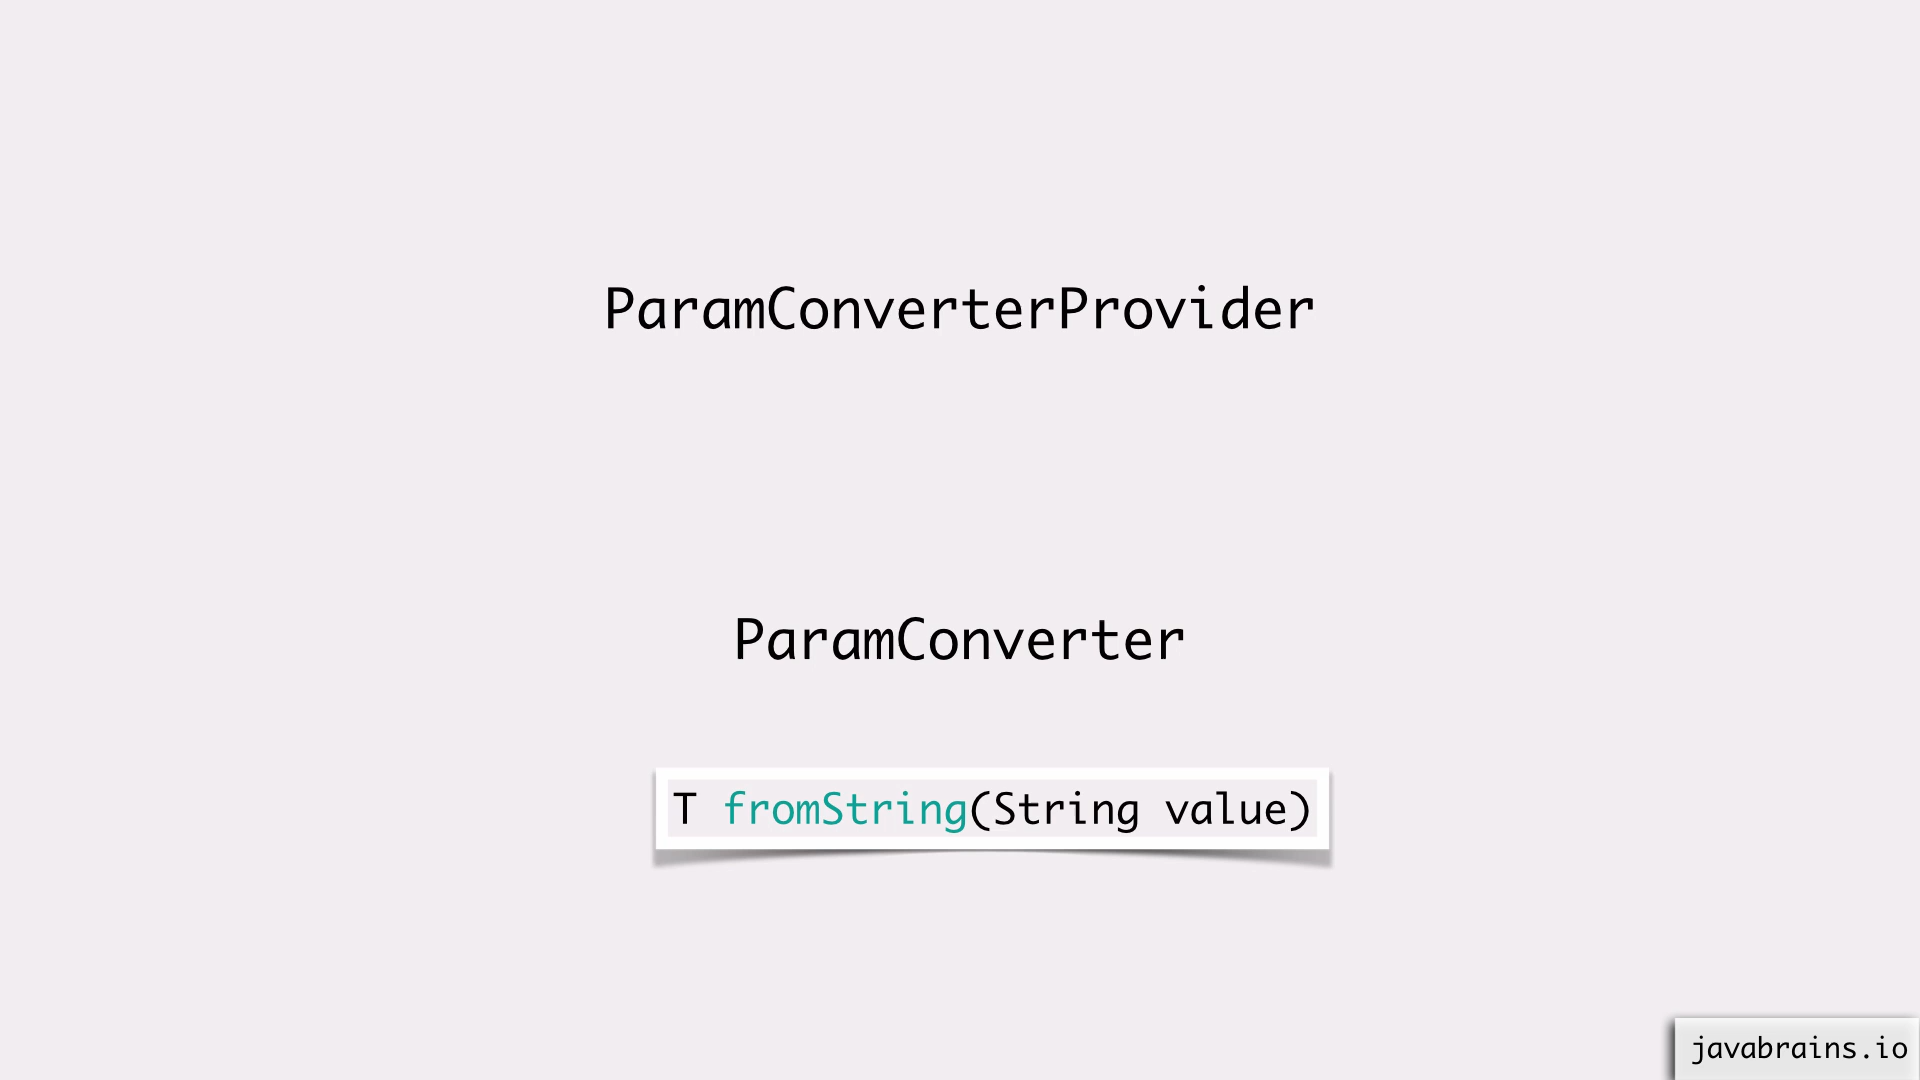 ParamConverterProvider
ParamConverter
T fromString(String value)
javabrains.io